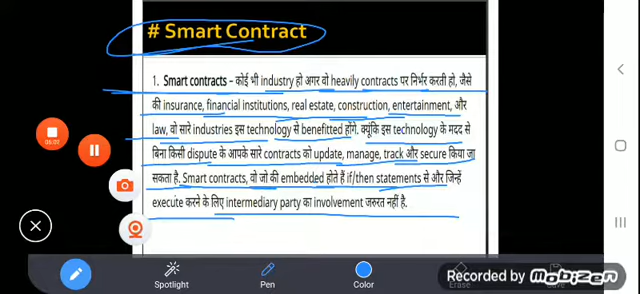 # Smart Contract
1. Smart contracts - कोई भी industry हो अगर वो heavily contracts पर निर्भर करती हो, जैसे
की insurance, financial institutions, real estate, construction, entertainment, और
law, वो सारे industries इस technology से benefitted होंगे. क्यूंकि इस technology के मदद से
बिना किसी dispute के आपके सारे contracts को update, manage, track और secure किया जा
सकता है. Smart contracts, वो जो की embedded होते हैं if/then statements से और जिन्हें
execute करने के लिए intermediary party का involvement जरुरत नहीं है.
Spotlight
Pen
Color
Erase
Save
Recorded by mobizen